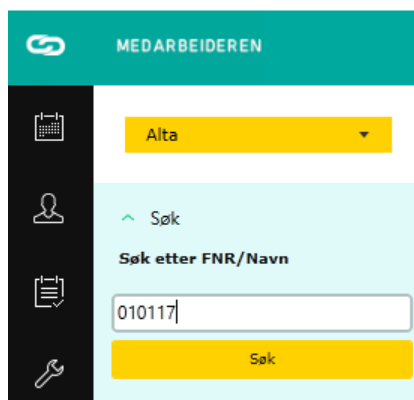 MEDARBEIDEREN
Alta
Søk
Søk etter FNR/Navn
010117
Søk